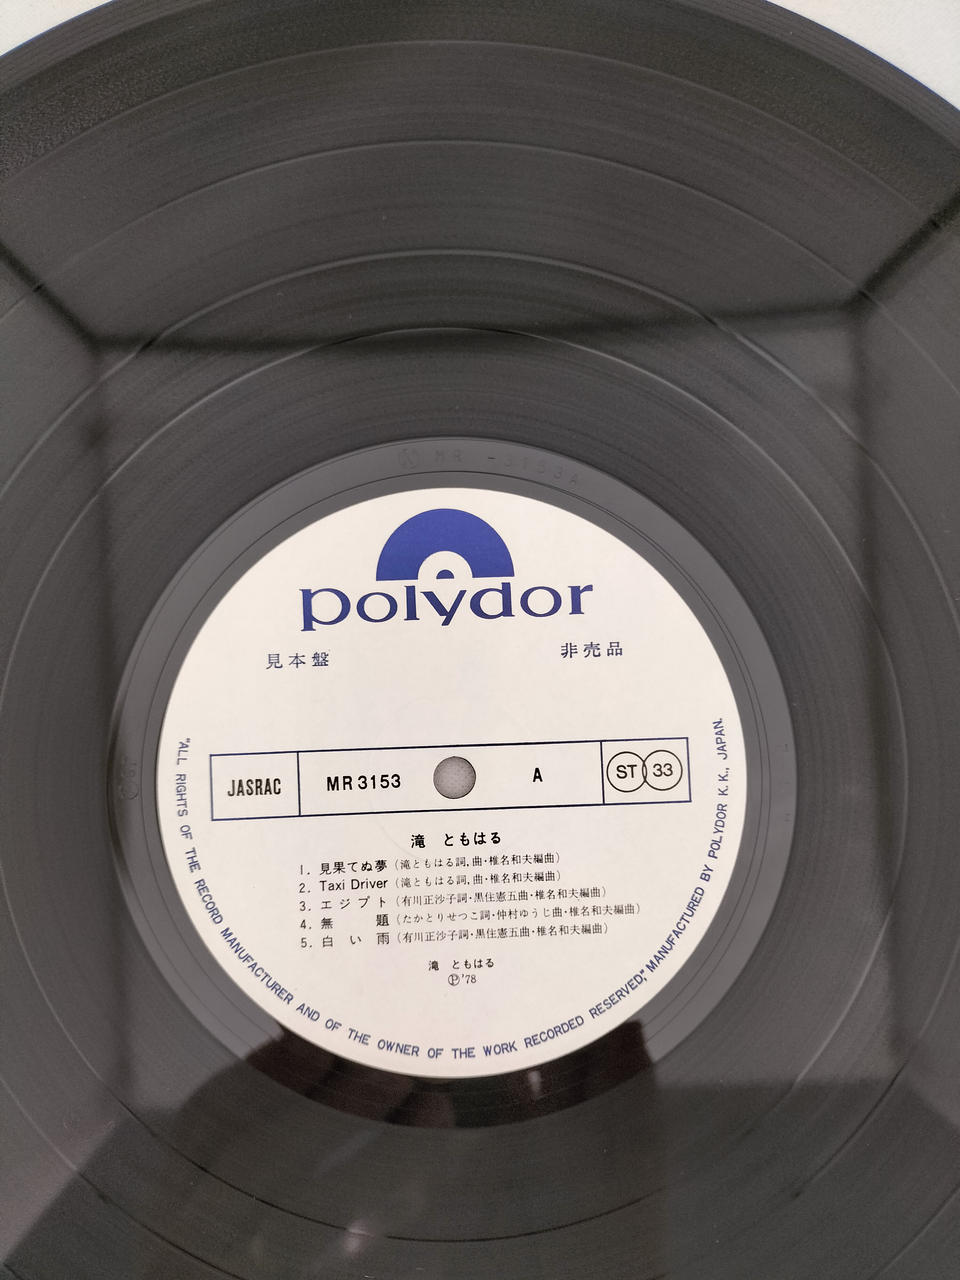 MR -3153A
polydor
見本盤
非売品
JASRAC MR 3153 A ST 33
滝 ともはる
1. 見果てぬ夢 (滝ともはる詞,曲・椎名和夫編曲)
2. Taxi Driver (滝ともはる詞,曲・椎名和夫編曲)
3. エジプト (有川正沙子詞・黒住憲五曲・椎名和夫編曲)
4. 無 題 (たかとりせつこ詞・仲村ゆうじ曲・椎名和夫編曲)
5. 白い雨 (有川正沙子詞・黒住憲五曲・椎名和夫編曲)
滝 ともはる
Ⓟ'78
"ALL RIGHTS OF THE RECORD MANUFACTURER AND OF THE OWNER OF THE WORK RECORDED RESERVED," MANUFACTURED BY POLYDOR K.K., JAPAN.